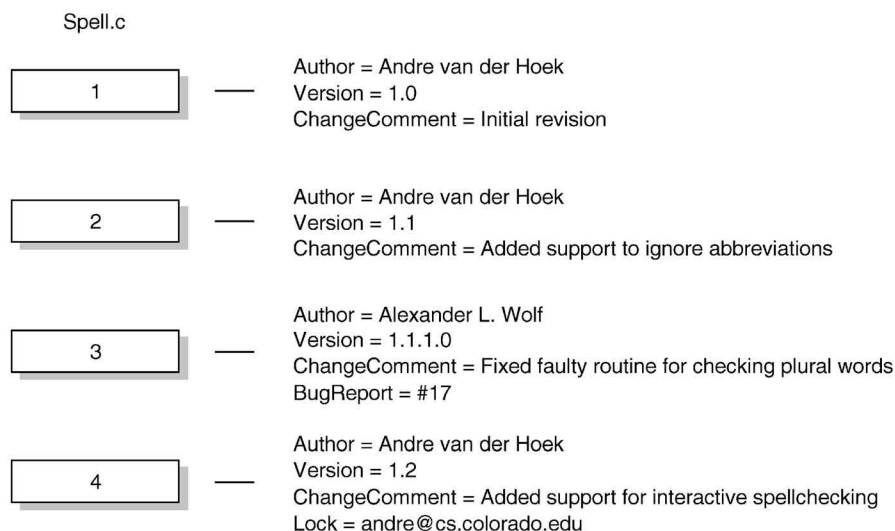 Spell.c
1
Author = Andre van der Hoek
Version = 1.0
ChangeComment = Initial revision
2
Author = Andre van der Hoek
Version = 1.1
ChangeComment = Added support to ignore abbreviations
3
Author = Alexander L. Wolf
Version = 1.1.1.0
ChangeComment = Fixed faulty routine for checking plural words
BugReport = #17
4
Author = Andre van der Hoek
Version = 1.2
ChangeComment = Added support for interactive spellchecking
Lock = andre@cs.colorado.edu